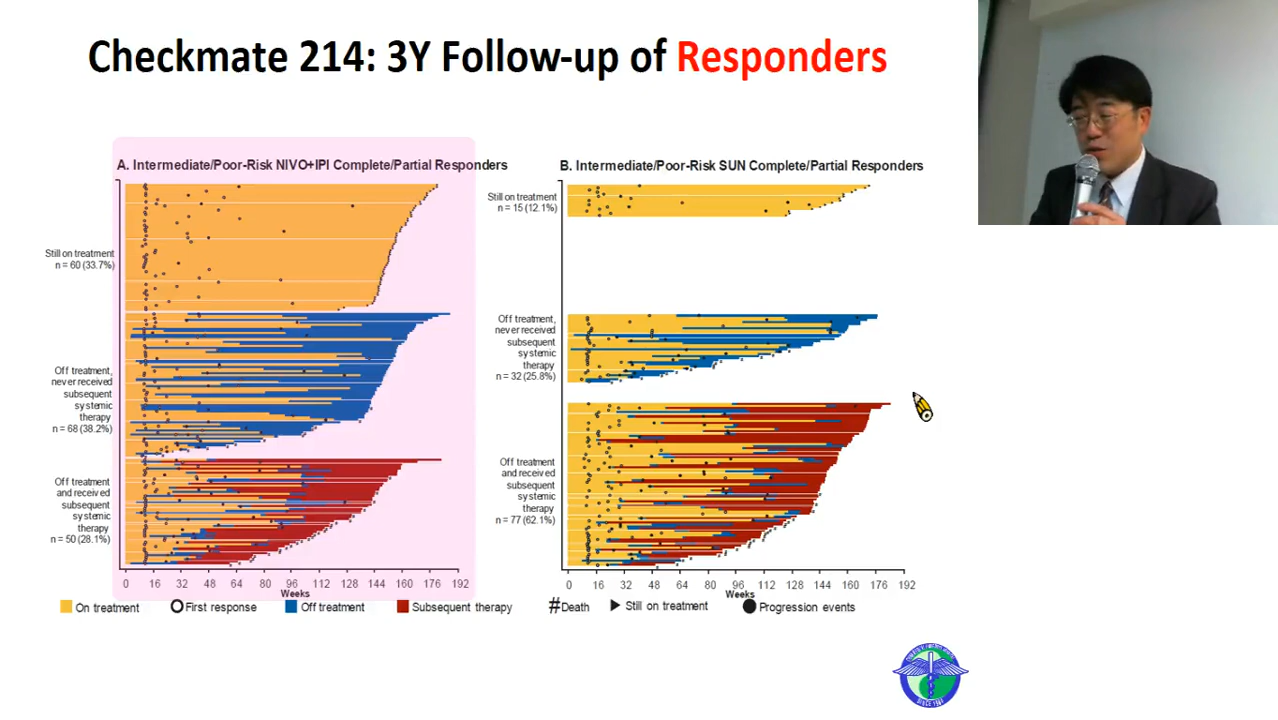 Checkmate 214: 3Y Follow-up of Responders
A. Intermediate/Poor-Risk NIVO+IPI Complete/Partial Responders
Still on treatment
n = 60 (33.7%)
Off treatment,
never received
subsequent
systemic
therapy
n = 68 (38.2%)
Off treatment
and received
subsequent
systemic
therapy
n = 50 (28.1%)
0 16 32 48 64 80 96 112 128 144 160 176 192
Weeks
B. Intermediate/Poor-Risk SUN Complete/Partial Responders
Still on treatment
n = 15 (12.1%)
Off treatment,
never received
subsequent
systemic
therapy
n = 32 (25.8%)
Off treatment
and received
subsequent
systemic
therapy
n = 77 (62.1%)
0 16 32 48 64 80 96 112 128 144 160 176 192
Weeks
On treatment First response Off treatment Subsequent therapy # Death Still on treatment Progression events
SINCE